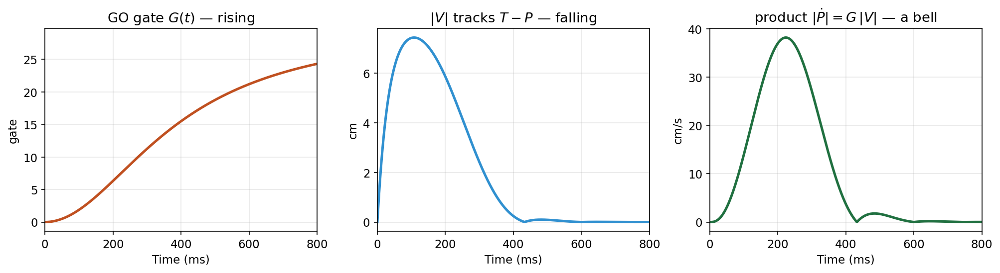 GO gate G(t) — rising
gate
25
20
15
10
5
0
0 200 400 600 800
Time (ms)
|V| tracks T − P — falling
cm
6
4
2
0
0 200 400 600 800
Time (ms)
product |Ṗ| = G |V| — a bell
cm/s
40
30
20
10
0
0 200 400 600 800
Time (ms)